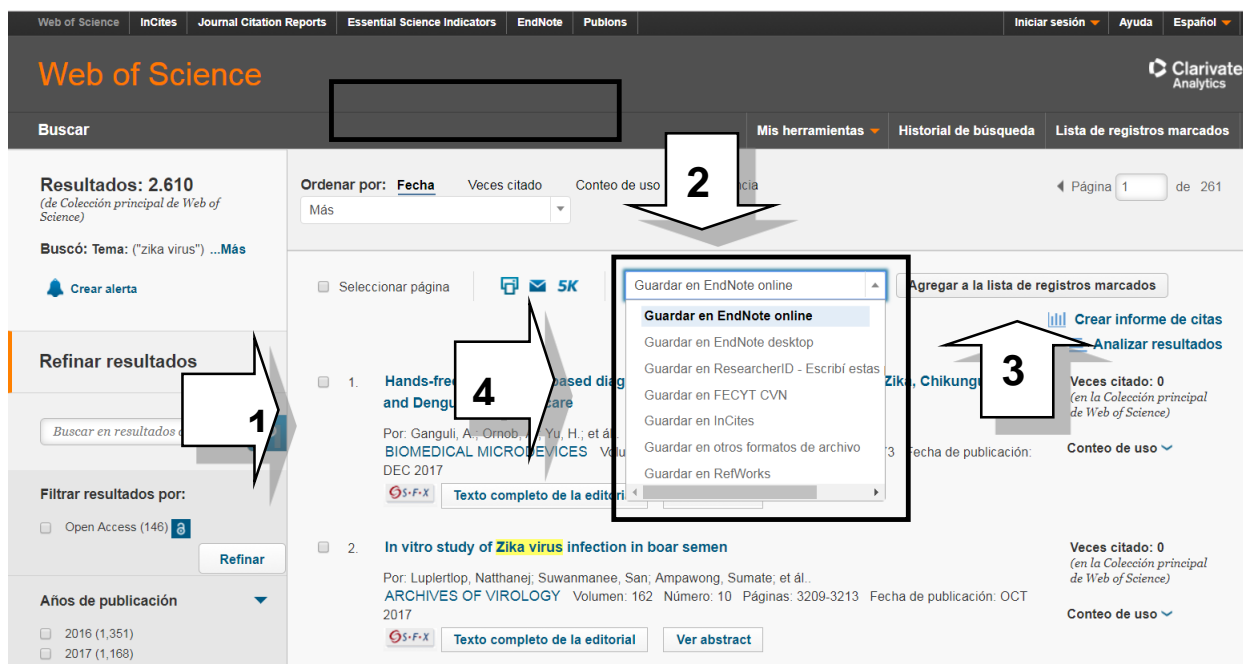 Web of Science InCites Journal Citation Reports Essential Science Indicators EndNote Publons Iniciar sesión Ayuda Español
Web of Science
Clarivate
Analytics
Buscar Mis herramientas Historial de búsqueda Lista de registros marcados
2
Resultados: 2.610
(de Colección principal de Web of
Science)
Buscó: Tema: ("zika virus") ...Más
Crear alerta
Ordenar por: Fecha Veces citado Conteo de uso
Más
Página 1 de 261
Seleccionar página 5K Guardar en EndNote online Agregar a la lista de registros marcados
Guardar en EndNote online
Guardar en EndNote desktop
Guardar en ResearcherID - Escribí estas
Guardar en FECYT CVN
Guardar en InCites
Guardar en otros formatos de archivo
Guardar en RefWorks
Crear informe de citas
Analizar resultados
3
4
1
Refinar resultados
Buscar en resultados
Filtrar resultados por:
Open Access (146)
Refinar
Años de publicación
2016 (1,351)
2017 (1,168)
1. Hands-free Zika,
and
Por: Ganguli, A.; Yu, H.; et ál..
BIOMEDICAL MICRODEVICES Fecha de publicación:
DEC 2017
S·F·X Texto completo de la
Veces citado: 0
(en la Colección principal
de Web of Science)
Conteo de uso
2. In vitro study of Zika virus infection in boar semen
Por: Luplertlop, Natthanej; Suwanmanee, San; Ampawong, Sumate; et ál..
ARCHIVES OF VIROLOGY Volumen: 162 Número: 10 Páginas: 3209-3213 Fecha de publicación: OCT
2017
S·F·X Texto completo de la editorial Ver abstract
Veces citado: 0
(en la Colección principal
de Web of Science)
Conteo de uso